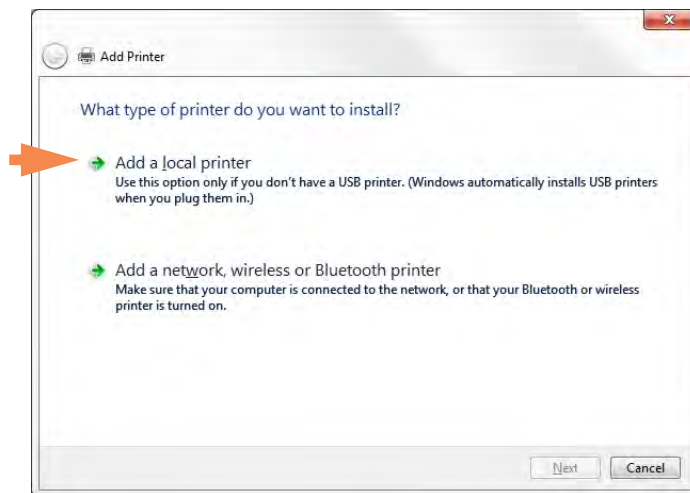 Add Printer
What type of printer do you want to install?
Add a local printer
Use this option only if you don't have a USB printer. (Windows automatically installs USB printers
when you plug them in.)
Add a network, wireless or Bluetooth printer
Make sure that your computer is connected to the network, or that your Bluetooth or wireless
printer is turned on.
Next Cancel